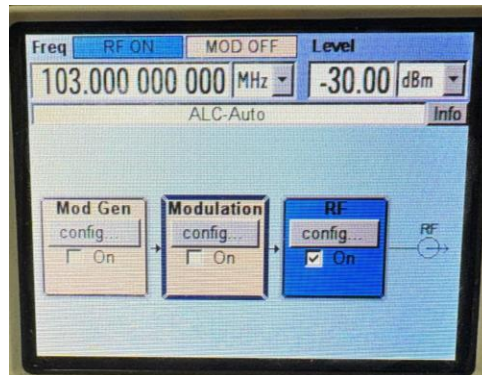 Freq RF ON MOD OFF Level
103.000 000 000 MHz -30.00 dBm
ALC-Auto Info
Mod Gen Modulation RF
config... config... config... RF
On On On